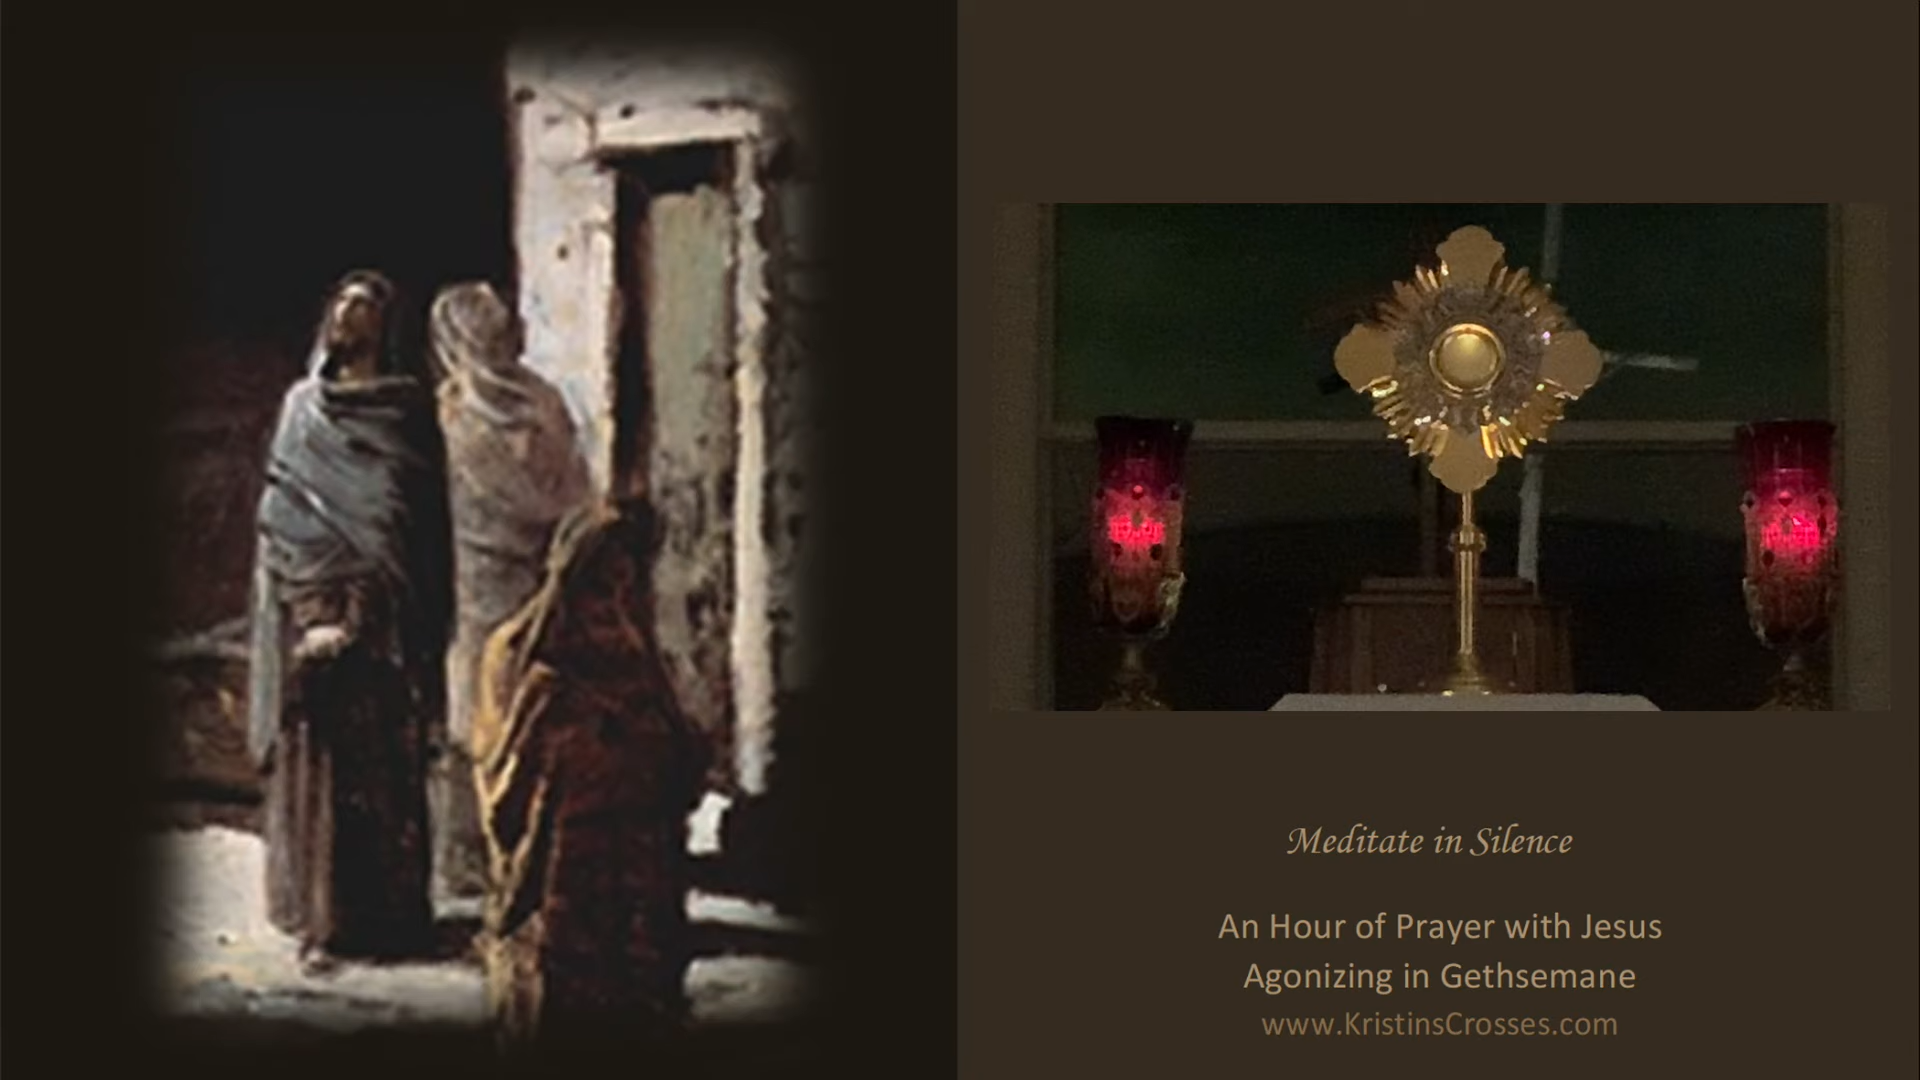 Meditate in Silence
An Hour of Prayer with Jesus
Agonizing in Gethsemane
www.KristinsCrosses.com